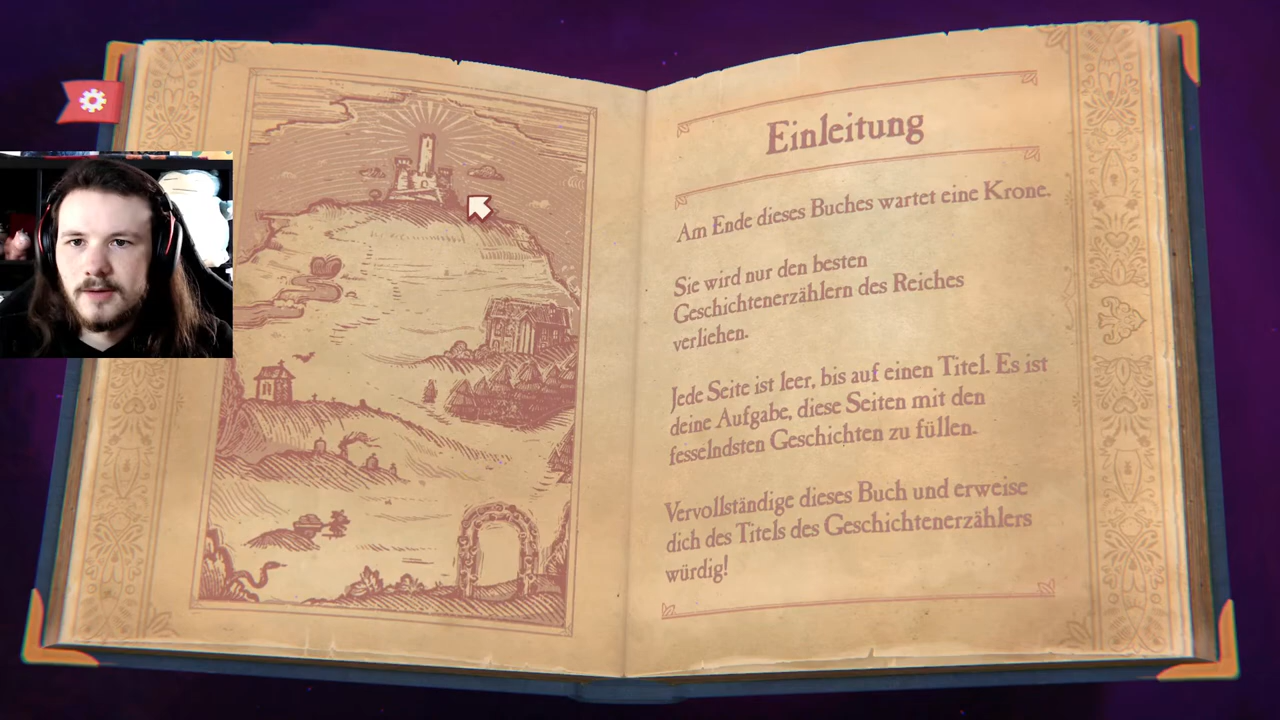 Einleitung
Am Ende dieses Buches wartet eine Krone.
Sie wird nur den besten
Geschichtenerzählern des Reiches
verliehen.
Jede Seite ist leer, bis auf einen Titel. Es ist
deine Aufgabe, diese Seiten mit den
fesselndsten Geschichten zu füllen.
Vervollständige dieses Buch und erweise
dich des Titels des Geschichtenerzählers
würdig!